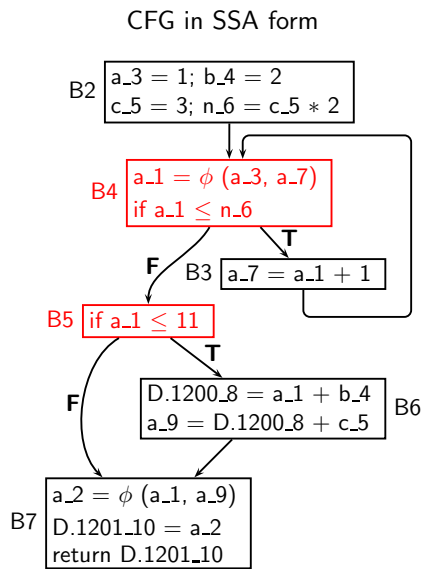 CFG in SSA form
B2
a_3 = 1; b_4 = 2
c_5 = 3; n_6 = c_5 * 2
B4
a_1 = ϕ (a_3, a_7)
if a_1 ≤ n_6
T
F
B3
a_7 = a_1 + 1
B5
if a_1 ≤ 11
T
F
D.1200_8 = a_1 + b_4
a_9 = D.1200_8 + c_5
B6
B7
a_2 = ϕ (a_1, a_9)
D.1201_10 = a_2
return D.1201_10